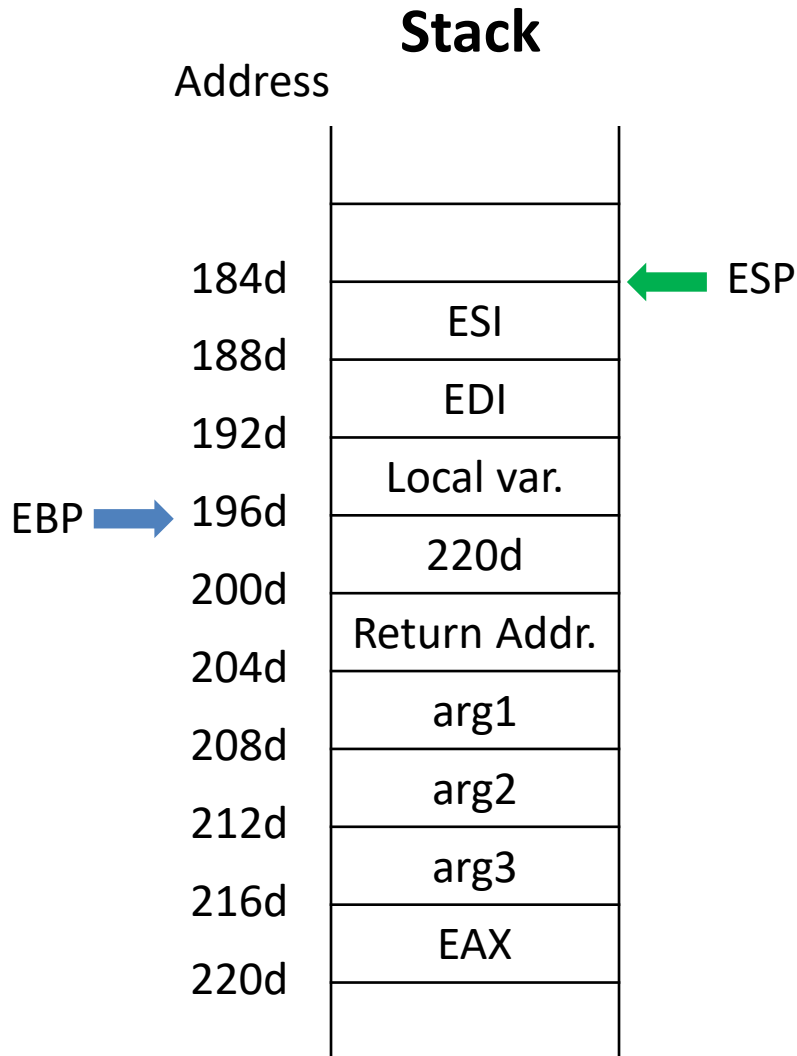 Stack
Address
184d
ESP
ESI
188d
EDI
192d
Local var.
EBP
196d
220d
200d
Return Addr.
204d
arg1
208d
arg2
212d
arg3
216d
EAX
220d